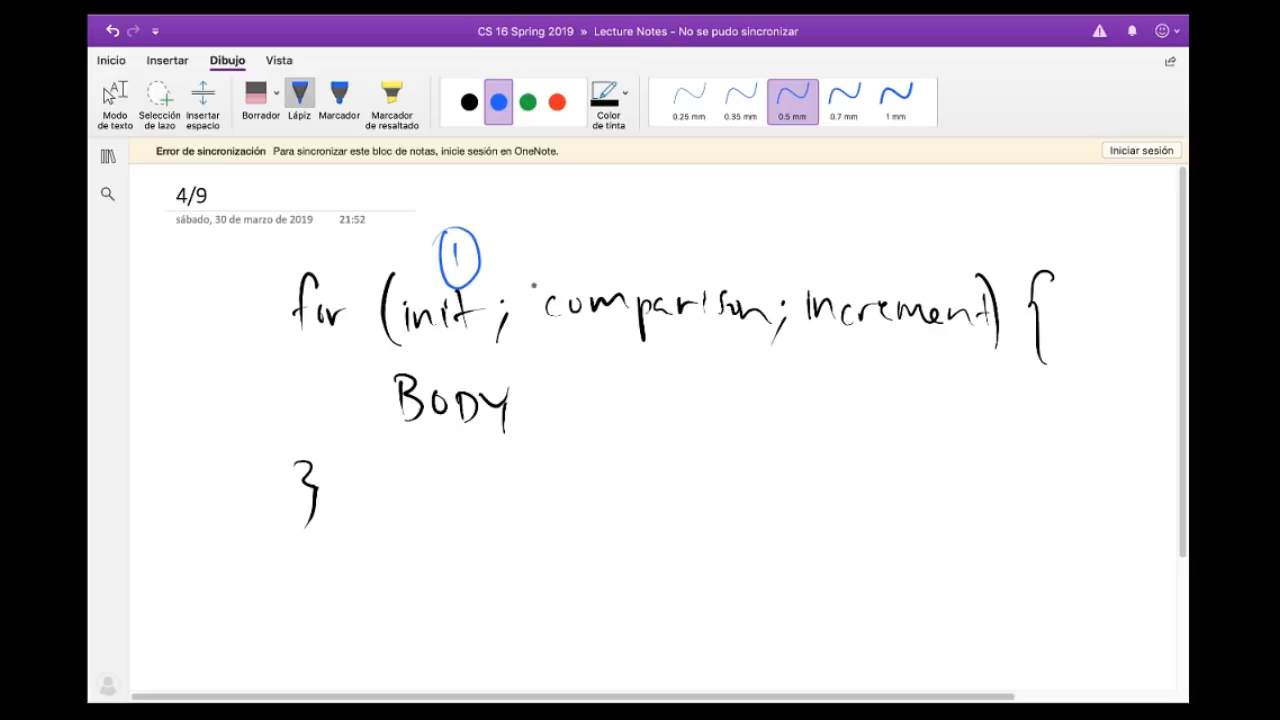 CS 16 Spring 2019 » Lecture Notes - No se pudo sincronizar
Inicio Insertar Dibujo Vista
Modo de texto
Selección de lazo
Insertar espacio
Borrador
Lápiz
Marcador
Marcador de resaltado
Color de tinta
0.25 mm 0.35 mm 0.5 mm 0.7 mm 1 mm
Error de sincronización Para sincronizar este bloc de notas, inicie sesión en OneNote. Iniciar sesión
4/9
sábado, 30 de marzo de 2019 21:52
1
for (init; comparison; increment) {
BODY
}